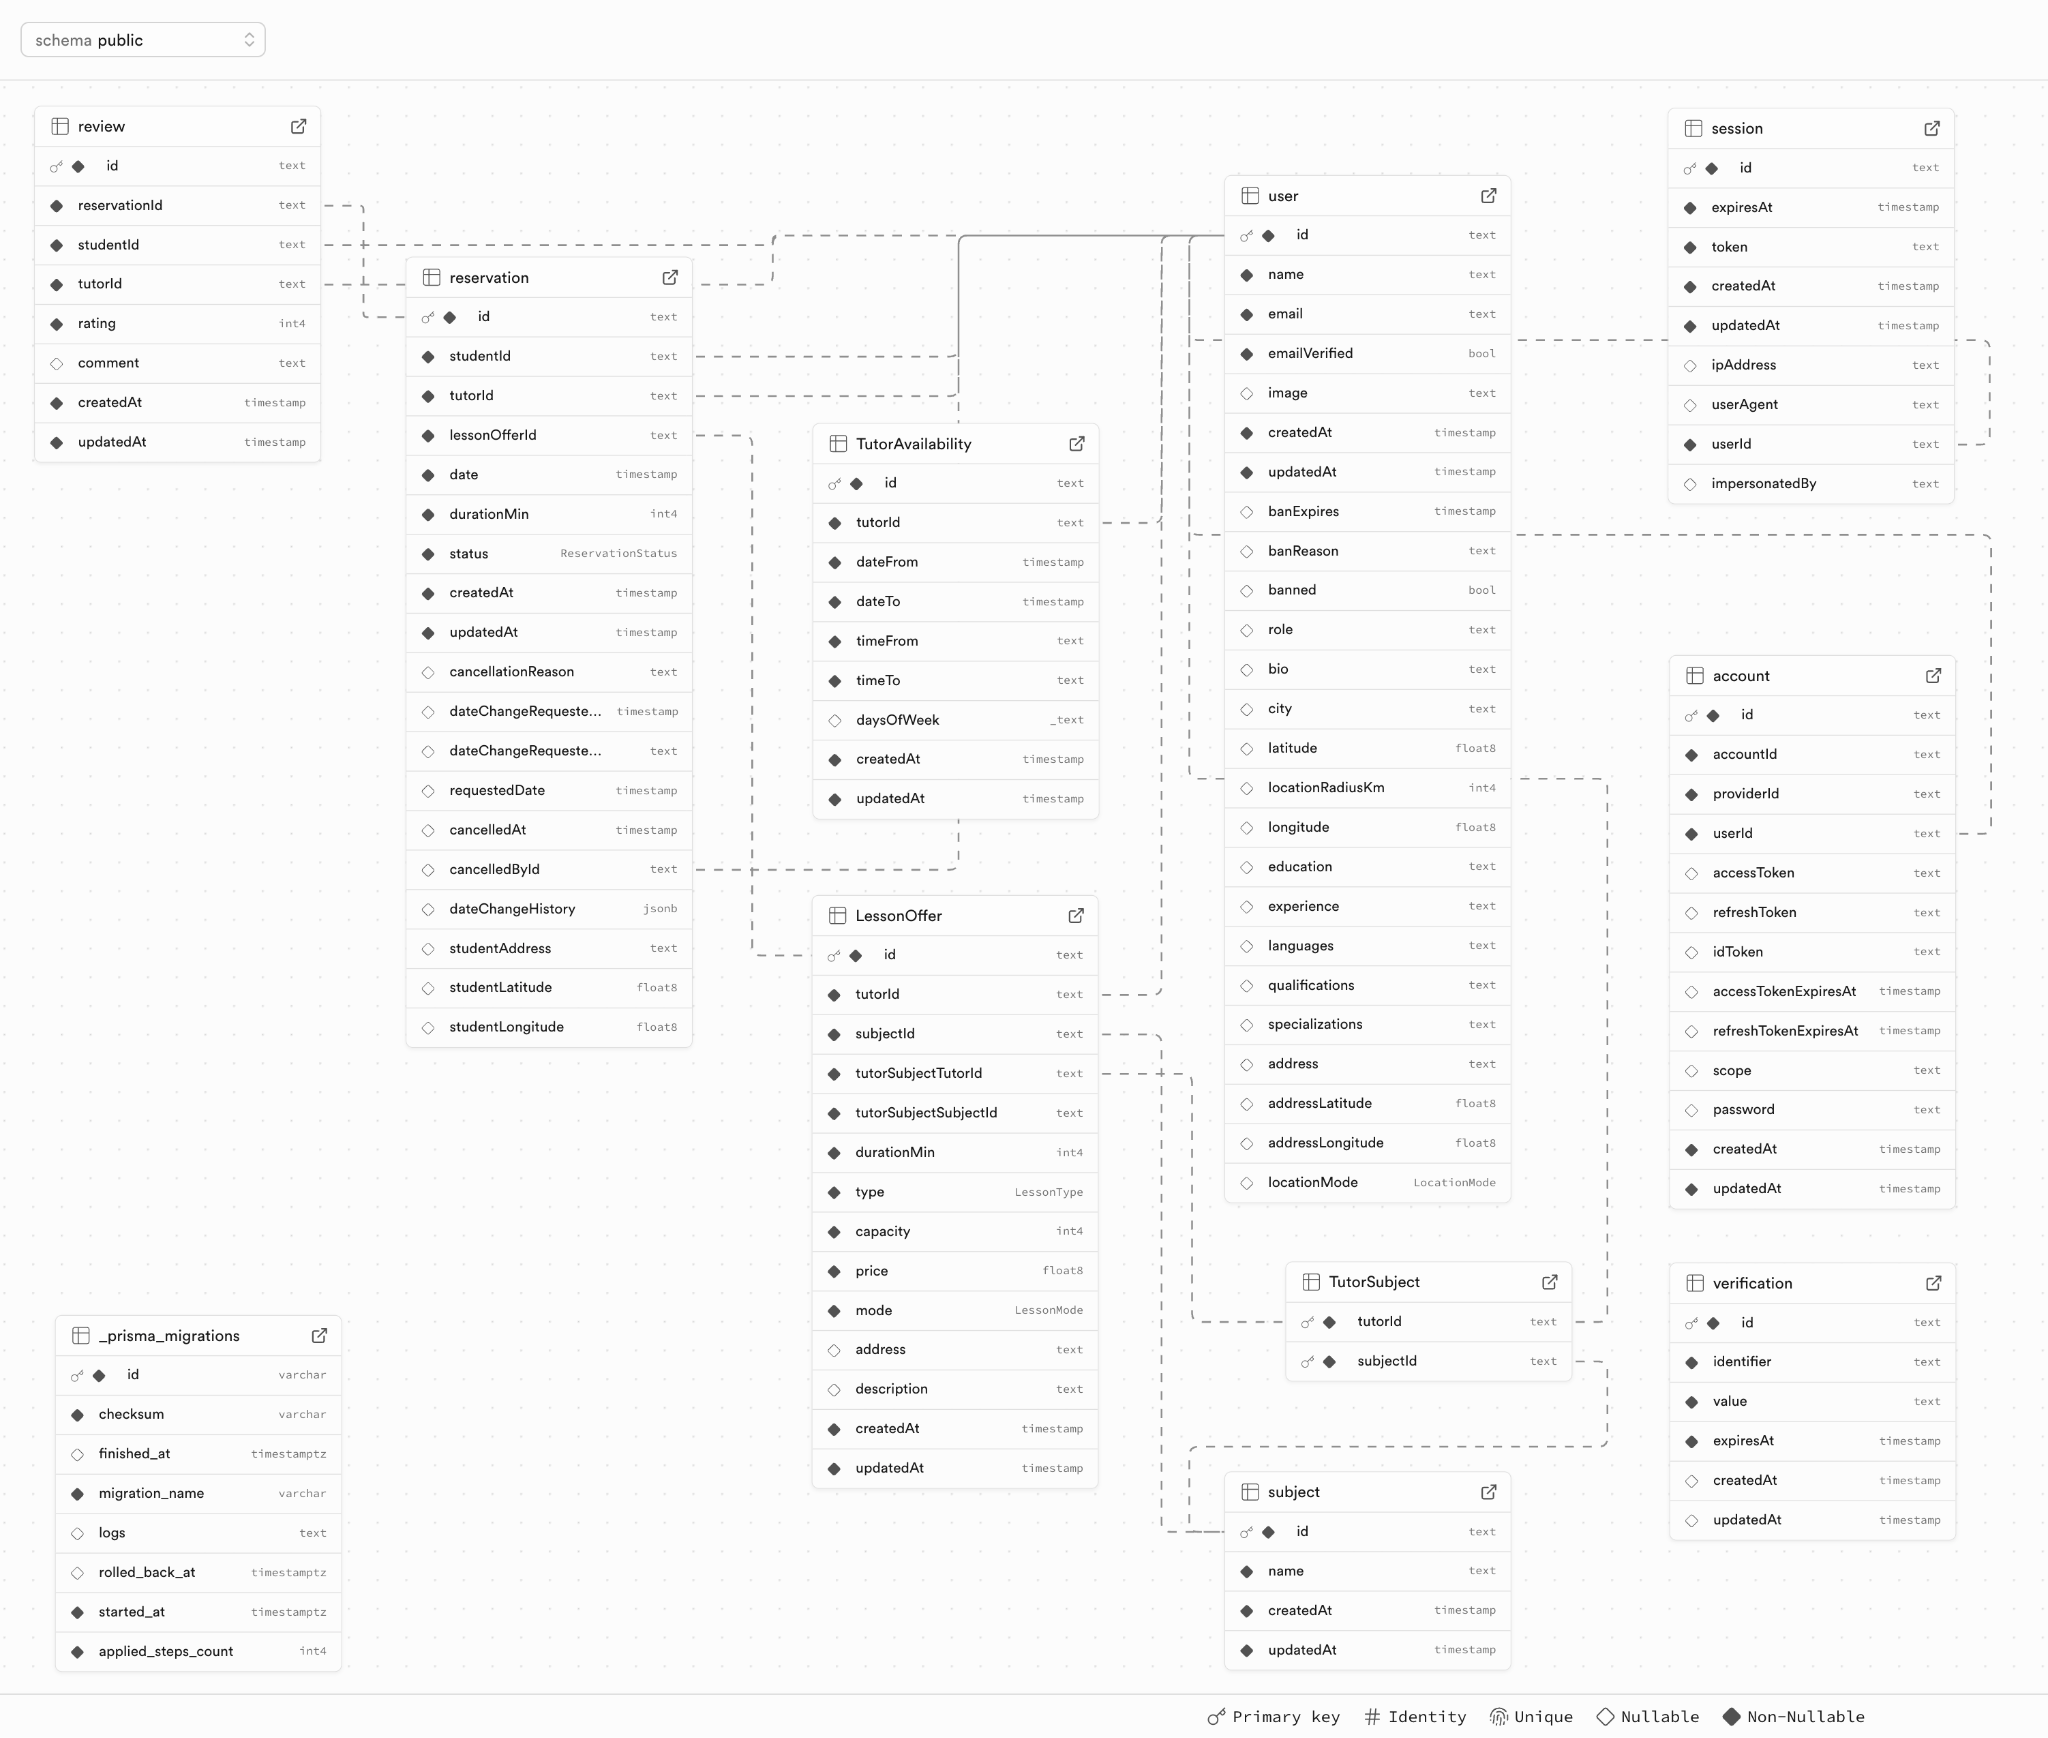 schema public
review
id text
reservationId text
studentId text
tutorId text
rating int4
comment text
createdAt timestamp
updatedAt timestamp
reservation
id text
studentId text
tutorId text
lessonOfferId text
date timestamp
durationMin int4
status ReservationStatus
createdAt timestamp
updatedAt timestamp
cancellationReason text
dateChangeRequeste... timestamp
dateChangeRequeste... text
requestedDate timestamp
cancelledAt timestamp
cancelledById text
dateChangeHistory jsonb
studentAddress text
studentLatitude float8
studentLongitude float8
TutorAvailability
id text
tutorId text
dateFrom timestamp
dateTo timestamp
timeFrom text
timeTo text
daysOfWeek _text
createdAt timestamp
updatedAt timestamp
LessonOffer
id text
tutorId text
subjectId text
tutorSubjectTutorId text
tutorSubjectSubjectId text
durationMin int4
type LessonType
capacity int4
price float8
mode LessonMode
address text
description text
createdAt timestamp
updatedAt timestamp
user
id text
name text
email text
emailVerified bool
image text
createdAt timestamp
updatedAt timestamp
banExpires timestamp
banReason text
banned bool
role text
bio text
city text
latitude float8
locationRadiusKm int4
longitude float8
education text
experience text
languages text
qualifications text
specializations text
address text
addressLatitude float8
addressLongitude float8
locationMode LocationMode
session
id text
expiresAt timestamp
token text
createdAt timestamp
updatedAt timestamp
ipAddress text
userAgent text
userId text
impersonatedBy text
account
id text
accountId text
providerId text
userId text
accessToken text
refreshToken text
idToken text
accessTokenExpiresAt timestamp
refreshTokenExpiresAt timestamp
scope text
password text
createdAt timestamp
updatedAt timestamp
TutorSubject
tutorId text
subjectId text
verification
id text
identifier text
value text
expiresAt timestamp
createdAt timestamp
updatedAt timestamp
_prisma_migrations
id varchar
checksum varchar
finished_at timestamptz
migration_name varchar
logs text
rolled_back_at timestamptz
started_at timestamptz
applied_steps_count int4
subject
id text
name text
createdAt timestamp
updatedAt timestamp
Primary key # Identity Unique Nullable Non-Nullable